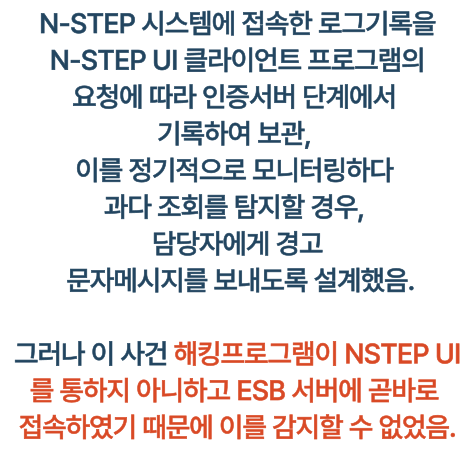 N-STEP 시스템에 접속한 로그기록을
N-STEP UI 클라이언트 프로그램의
요청에 따라 인증서버 단계에서
기록하여 보관,
이를 정기적으로 모니터링하다
과다 조회를 탐지할 경우,
담당자에게 경고
문자메시지를 보내도록 설계했음.
그러나 이 사건 해킹프로그램이 NSTEP UI
를 통하지 아니하고 ESB 서버에 곧바로
접속하였기 때문에 이를 감지할 수 없었음.